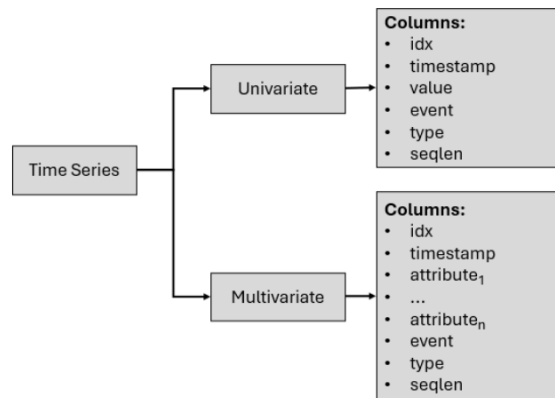 Time Series
Univariate
Columns:
• idx
• timestamp
• value
• event
• type
• seqlen
Multivariate
Columns:
• idx
• timestamp
• attribute₁
• ...
• attributeₙ
• event
• type
• seqlen